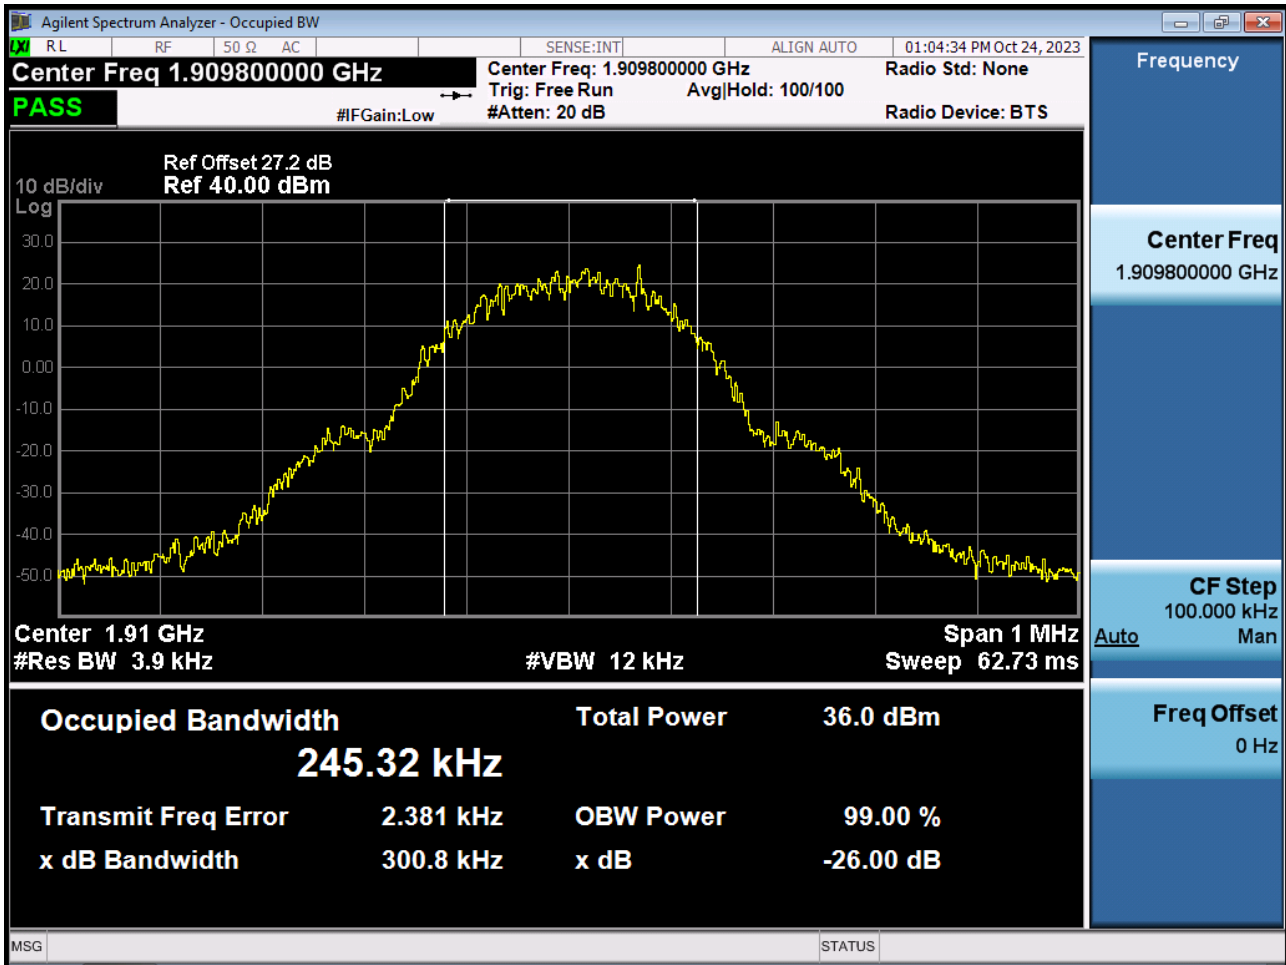 Agilent Spectrum Analyzer - Occupied BW
LXI RL RF 50 Ω AC SENSE:INT ALIGN AUTO 01:04:34 PM Oct 24, 2023
Center Freq 1.909800000 GHz
PASS
#IFGain:Low
Center Freq: 1.909800000 GHz
Trig: Free Run Avg|Hold: 100/100
#Atten: 20 dB
Radio Std: None
Radio Device: BTS
Ref Offset 27.2 dB
10 dB/div Ref 40.00 dBm
Log
30.0
20.0
10.0
0.00
-10.0
-20.0
-30.0
-40.0
-50.0
Center 1.91 GHz Span 1 MHz
#Res BW 3.9 kHz #VBW 12 kHz Sweep 62.73 ms
Occupied Bandwidth Total Power 36.0 dBm
245.32 kHz
Transmit Freq Error 2.381 kHz OBW Power 99.00 %
x dB Bandwidth 300.8 kHz x dB -26.00 dB
MSG STATUS
Frequency
Center Freq
1.909800000 GHz
CF Step
100.000 kHz
Auto Man
Freq Offset
0 Hz